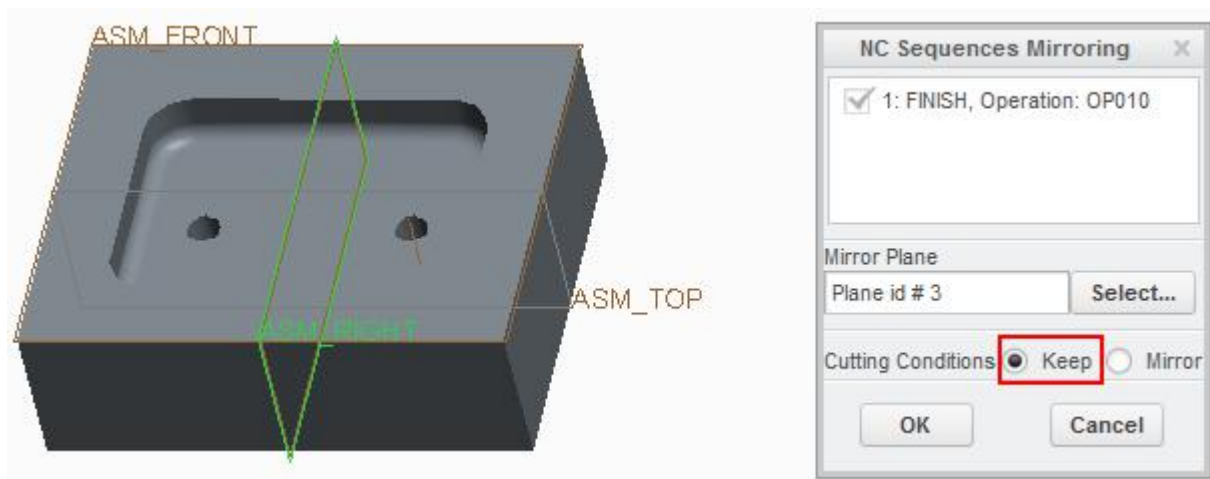 ASM_FRONT
ASM_TOP
ASM_RIGHT
NC Sequences Mirroring
1: FINISH, Operation: OP010
Mirror Plane
Plane id # 3
Select...
Cutting Conditions Keep Mirror
OK Cancel